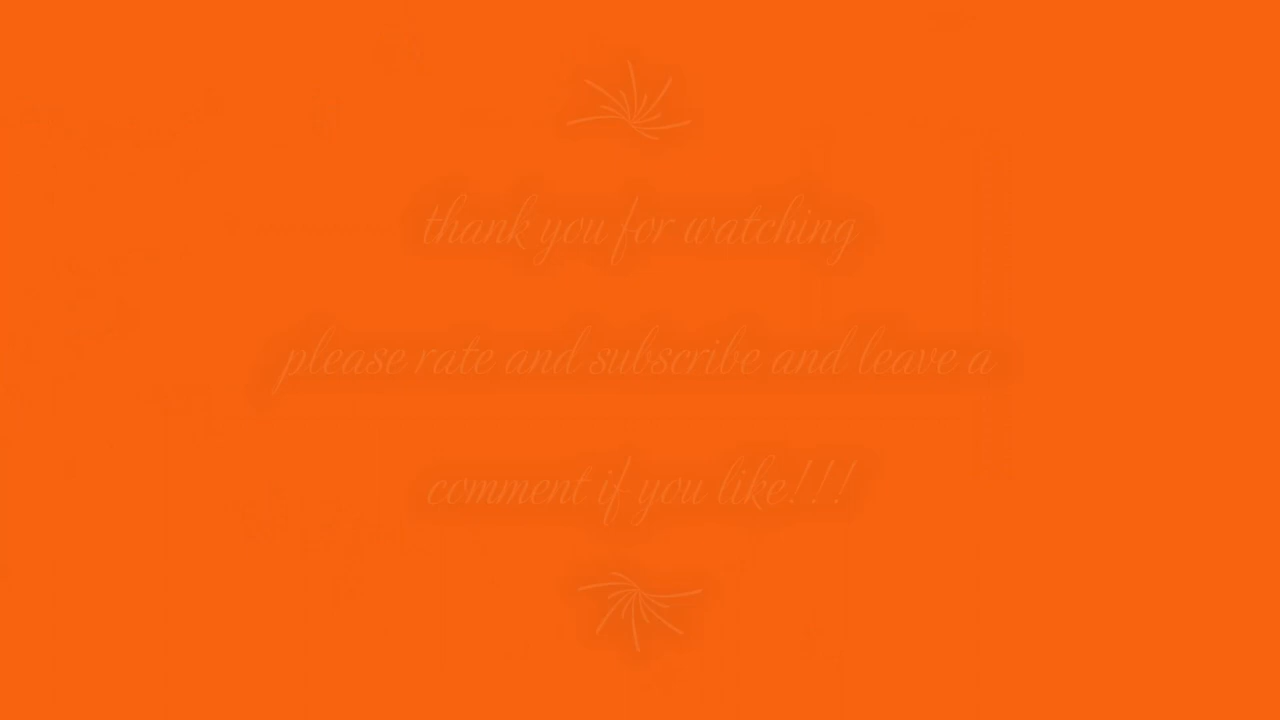 thank you for watching
please rate and subscribe and leave a
comment if you like!!!